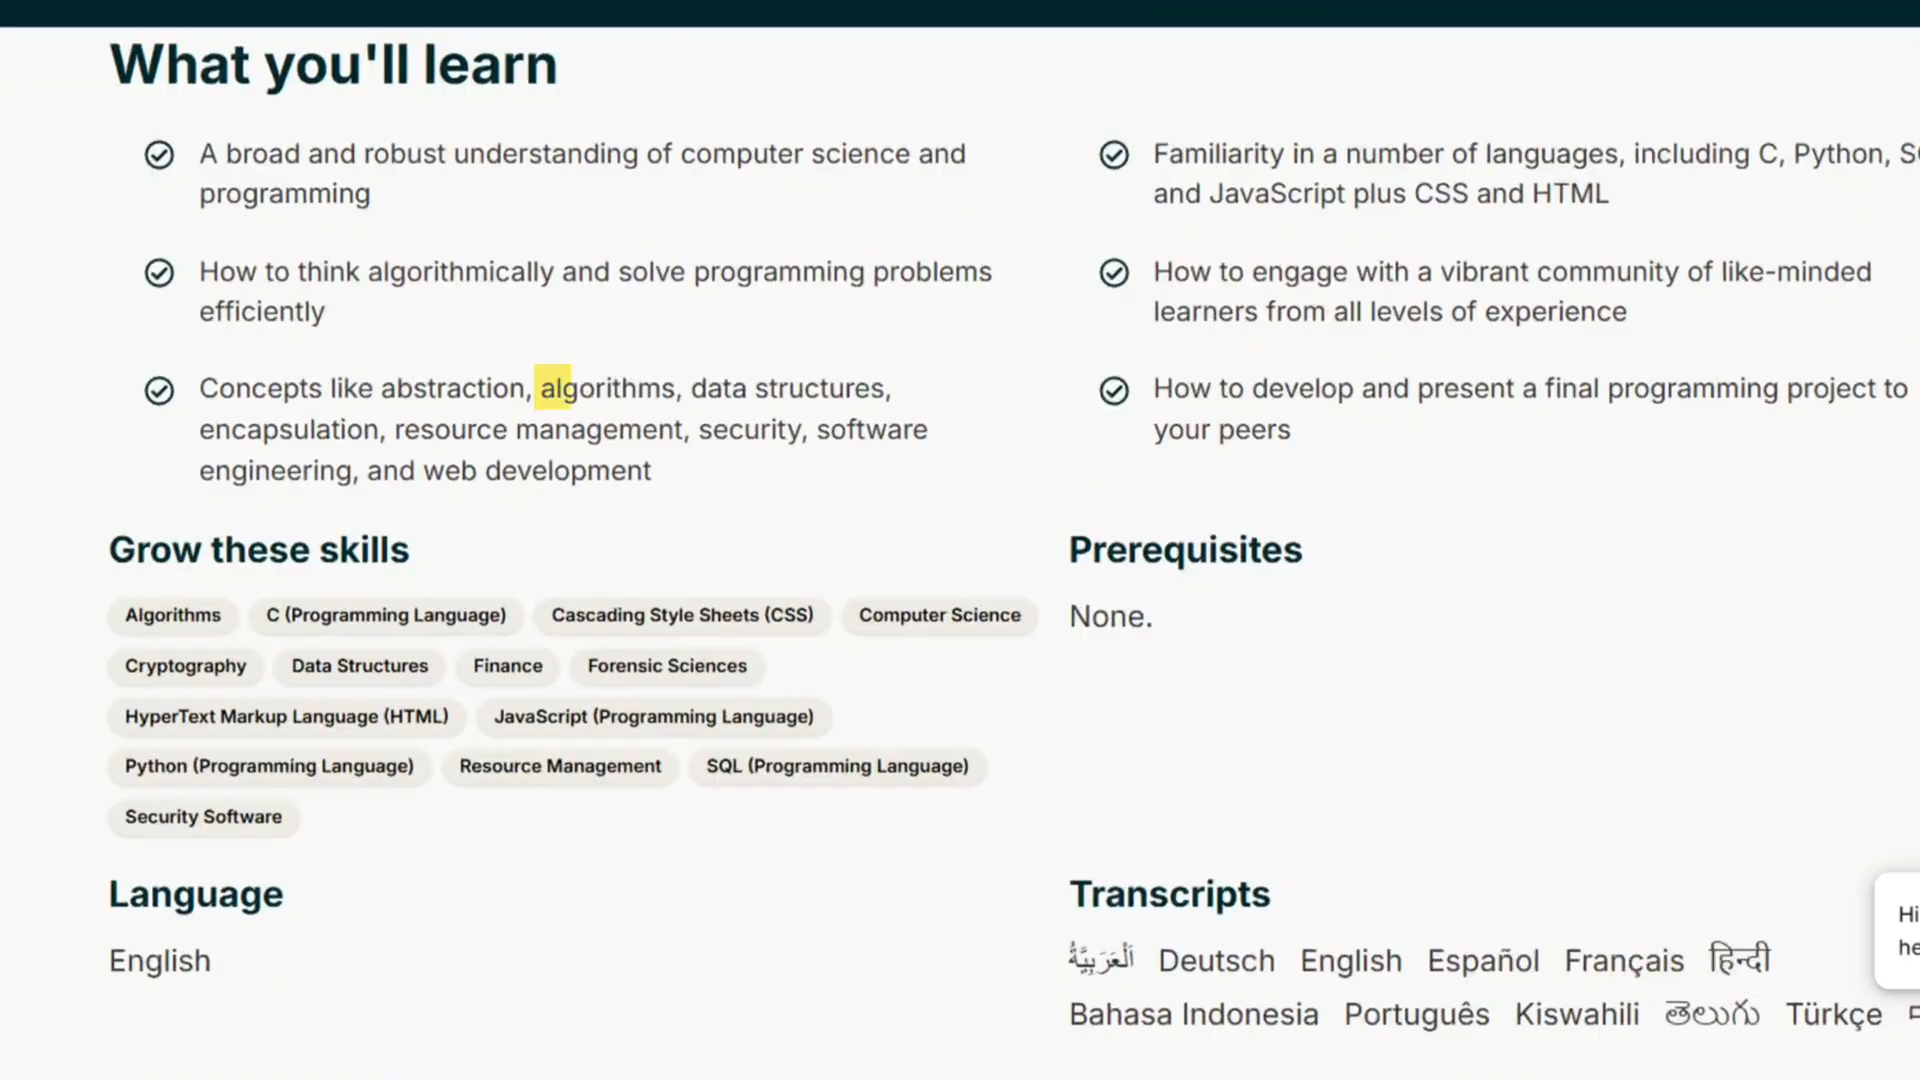 What you'll learn
A broad and robust understanding of computer science and
programming
How to think algorithmically and solve programming problems
efficiently
Concepts like abstraction, algorithms, data structures,
encapsulation, resource management, security, software
engineering, and web development
Familiarity in a number of languages, including C, Python,
and JavaScript plus CSS and HTML
How to engage with a vibrant community of like-minded
learners from all levels of experience
How to develop and present a final programming project to
your peers
Grow these skills
Algorithms C (Programming Language) Cascading Style Sheets (CSS) Computer Science
Cryptography Data Structures Finance Forensic Sciences
HyperText Markup Language (HTML) JavaScript (Programming Language)
Python (Programming Language) Resource Management SQL (Programming Language)
Security Software
Prerequisites
None.
Language
English
Transcripts
اَلْعَرَبِيَّةُ Deutsch English Español Français हिन्दी
Bahasa Indonesia Português Kiswahili తెలుగు Türkçe
Hi